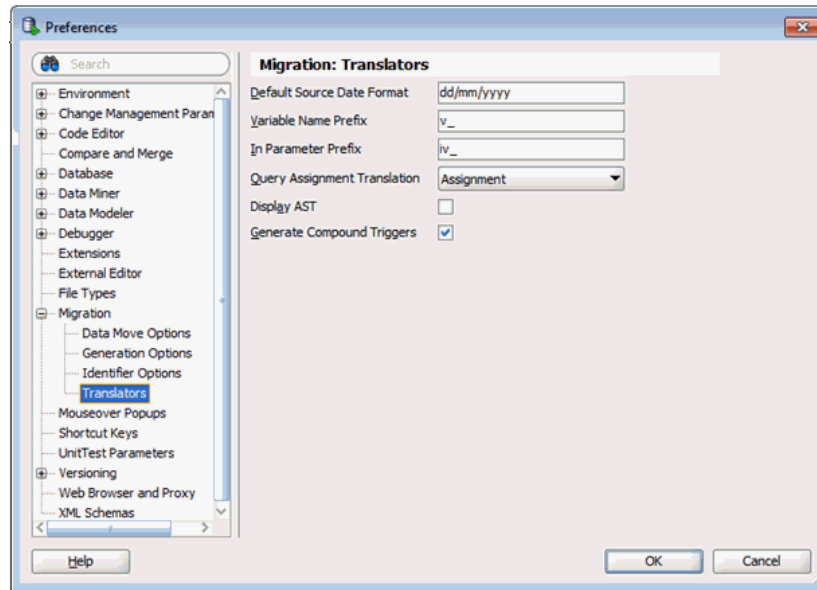 Preferences
Search
Environment
Change Management Param
Code Editor
Compare and Merge
Database
Data Miner
Data Modeler
Debugger
Extensions
External Editor
File Types
Migration
Data Move Options
Generation Options
Identifier Options
Translators
Mouseover Popups
Shortcut Keys
UnitTest Parameters
Versioning
Web Browser and Proxy
XML Schemas
Migration: Translators
Default Source Date Format dd/mm/yyyy
Variable Name Prefix v_
In Parameter Prefix iv_
Query Assignment Translation Assignment
Display AST
Generate Compound Triggers
Help OK Cancel